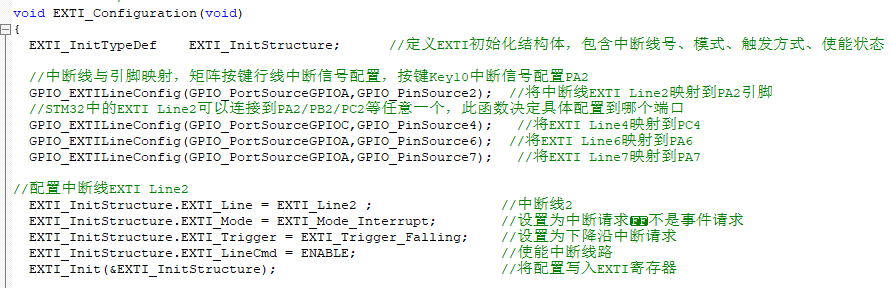 void EXTI_Configuration(void)
{
EXTI_InitTypeDef EXTI_InitStructure; //定义EXTI初始化结构体，包含中断线号、模式、触发方式、使能状态
//中断线与引脚映射，矩阵按键行线中断信号配置，按键Key10中断信号配置PA2
GPIO_EXTILineConfig(GPIO_PortSourceGPIOA,GPIO_PinSource2); //将中断线EXTI Line2映射到PA2引脚
//STM32中的EXTI Line2可以连接到PA2/PB2/PC2等任意一个，此函数决定具体配置到哪个端口
GPIO_EXTILineConfig(GPIO_PortSourceGPIOC,GPIO_PinSource4); //将EXTI Line4映射到PC4
GPIO_EXTILineConfig(GPIO_PortSourceGPIOA,GPIO_PinSource6); //将EXTI Line6映射到PA6
GPIO_EXTILineConfig(GPIO_PortSourceGPIOA,GPIO_PinSource7); //将EXTI Line7映射到PA7
//配置中断线EXTI Line2
EXTI_InitStructure.EXTI_Line = EXTI_Line2 ; //中断线2
EXTI_InitStructure.EXTI_Mode = EXTI_Mode_Interrupt; //设置为中断请求FF不是事件请求
EXTI_InitStructure.EXTI_Trigger = EXTI_Trigger_Falling; //设置为下降沿中断请求
EXTI_InitStructure.EXTI_LineCmd = ENABLE; //使能中断线路
EXTI_Init(&EXTI_InitStructure); //将配置写入EXTI寄存器